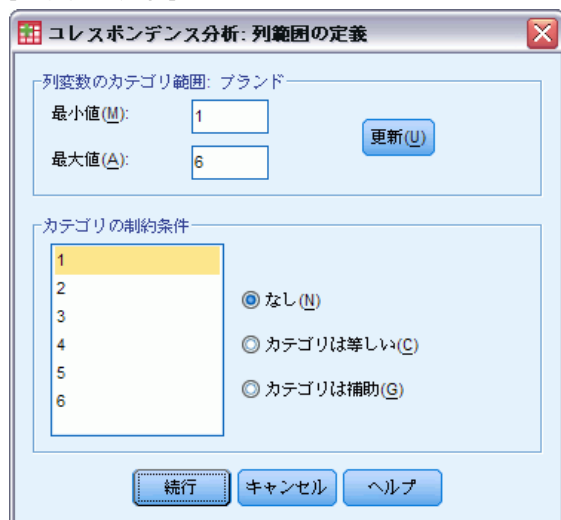 コレスポンデンス分析: 列範囲の定義
列変数のカテゴリ範囲: ブランド
最小値(M):
1
更新(U)
最大値(A):
6
カテゴリの制約条件
1
2
3
4
5
6
なし(N)
カテゴリは等しい(C)
カテゴリは補助(G)
続行
キャンセル
ヘルプ